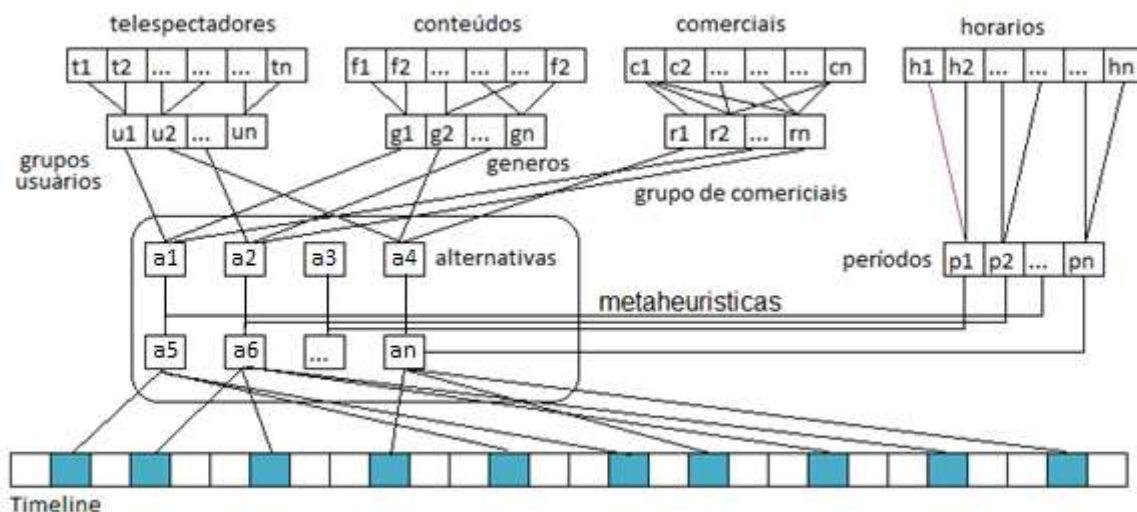 telespectadores conteúdos comerciais horarios
t1 t2 ... ... ... tn f1 f2 ... ... ... f2 c1 c2 ... ... ... cn h1 h2 ... ... ... hn
u1 u2 ... un g1 g2 ... gn r1 r2 ... rn
grupos
usuários
generos
grupo de comericiais
a1 a2 a3 a4 alternativas períodos p1 p2 ... pn
metaheuristicas
a5 a6 ... an
Timeline